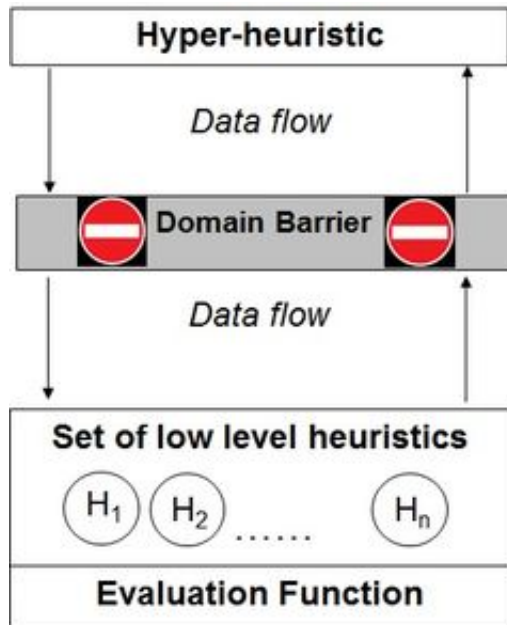 Hyper-heuristic
Data flow
Domain Barrier
Data flow
Set of low level heuristics
H₁ H₂ ...... Hₙ
Evaluation Function